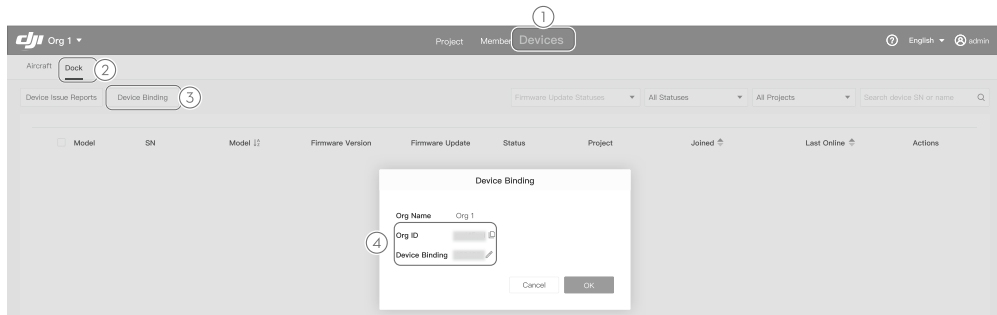 1
dji Org 1 Project Member Devices English admin
Aircraft Dock 2
Device Issue Reports Device Binding 3 Firmware Update Statuses All Statuses All Projects Search device SN or name
Model SN Model Firmware Version Firmware Update Status Project Joined Last Online Actions
Device Binding
Org Name Org 1
4 Org ID
Device Binding
Cancel OK